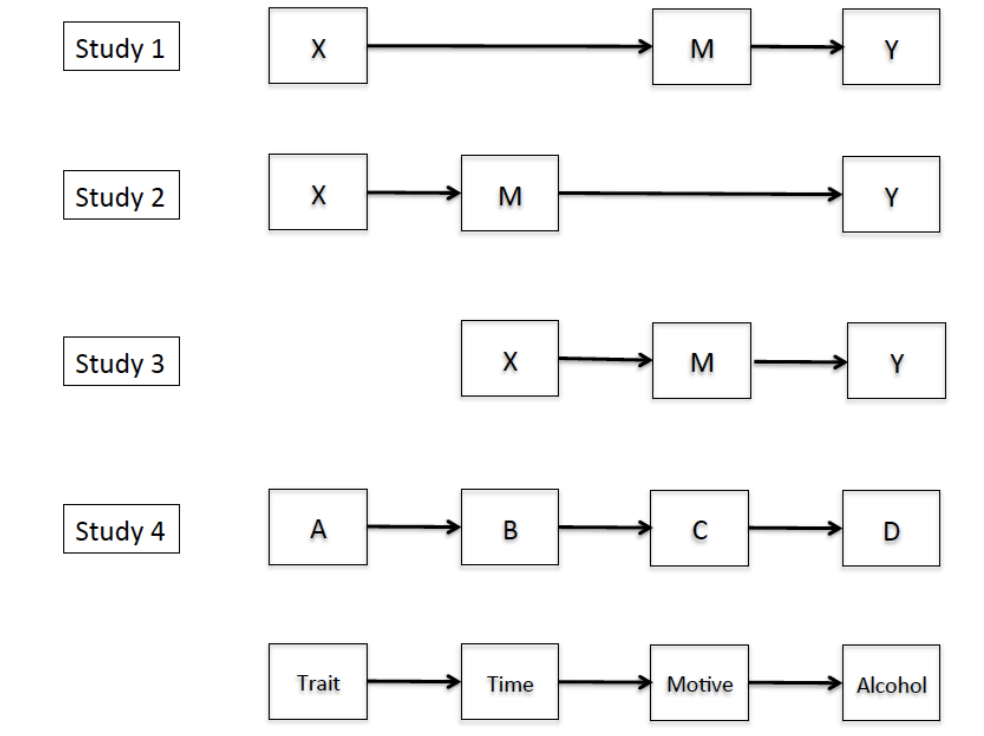 Study 1 X M Y
Study 2 X M Y
Study 3 X M Y
Study 4 A B C D
Trait Time Motive Alcohol